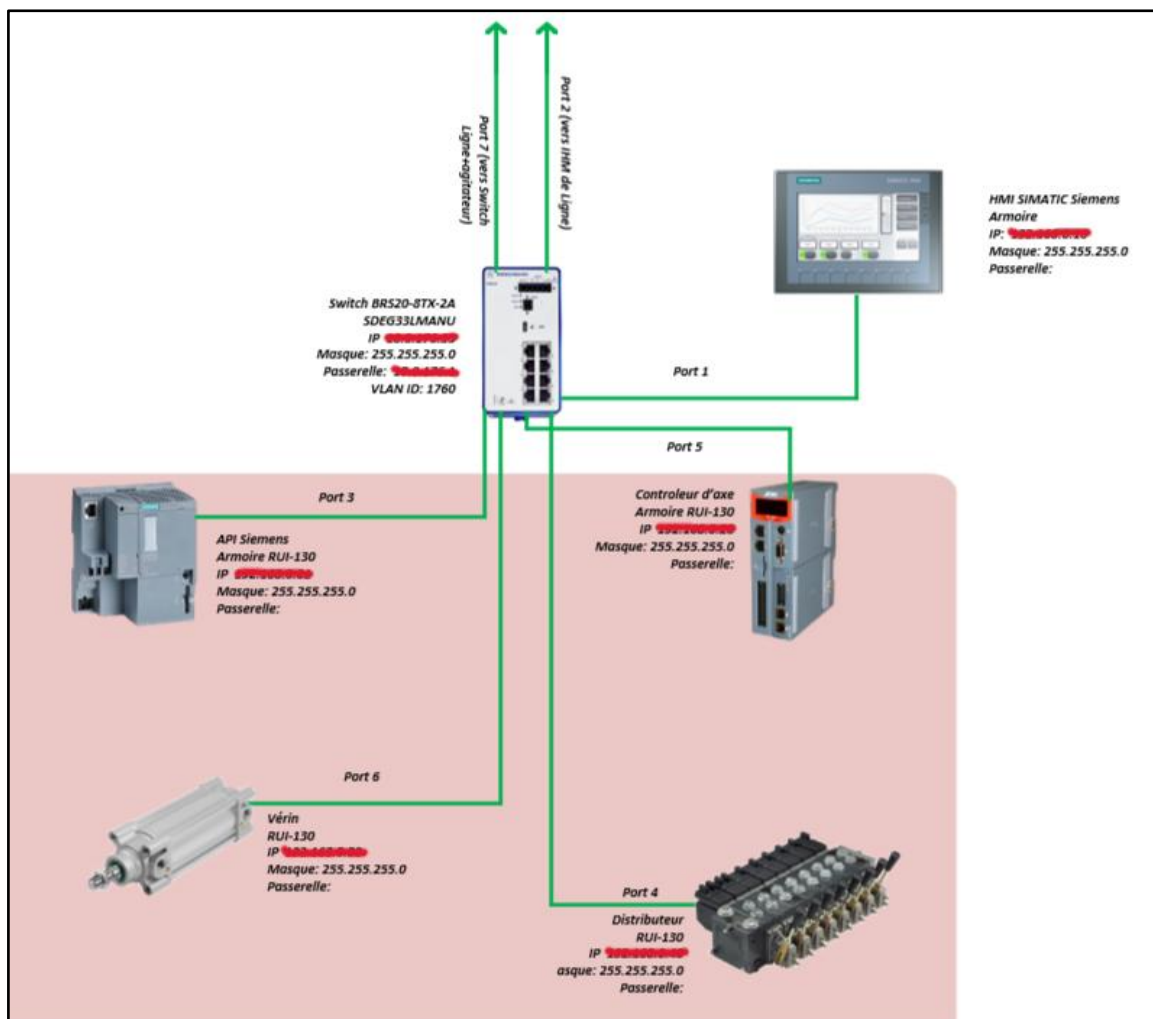 Port 7 (vers Switch
Ligne+agitateur)
Port 2 (vers IHM de Ligne)
SIEMENS
HMI SIMATIC Siemens
Armoire
IP:
Masque: 255.255.255.0
Passerelle:
Switch BRS20-8TX-2A
SDEG33LMANU
IP
Masque: 255.255.255.0
Passerelle:
VLAN ID: 1760
Port 1
Port 5
Port 3
API Siemens
Armoire RUI-130
IP
Masque: 255.255.255.0
Passerelle:
Controleur d'axe
Armoire RUI-130
IP
Masque: 255.255.255.0
Passerelle:
Port 6
Vérin
RUI-130
IP
Masque: 255.255.255.0
Passerelle:
Port 4
Distributeur
RUI-130
IP
asque: 255.255.255.0
Passerelle: